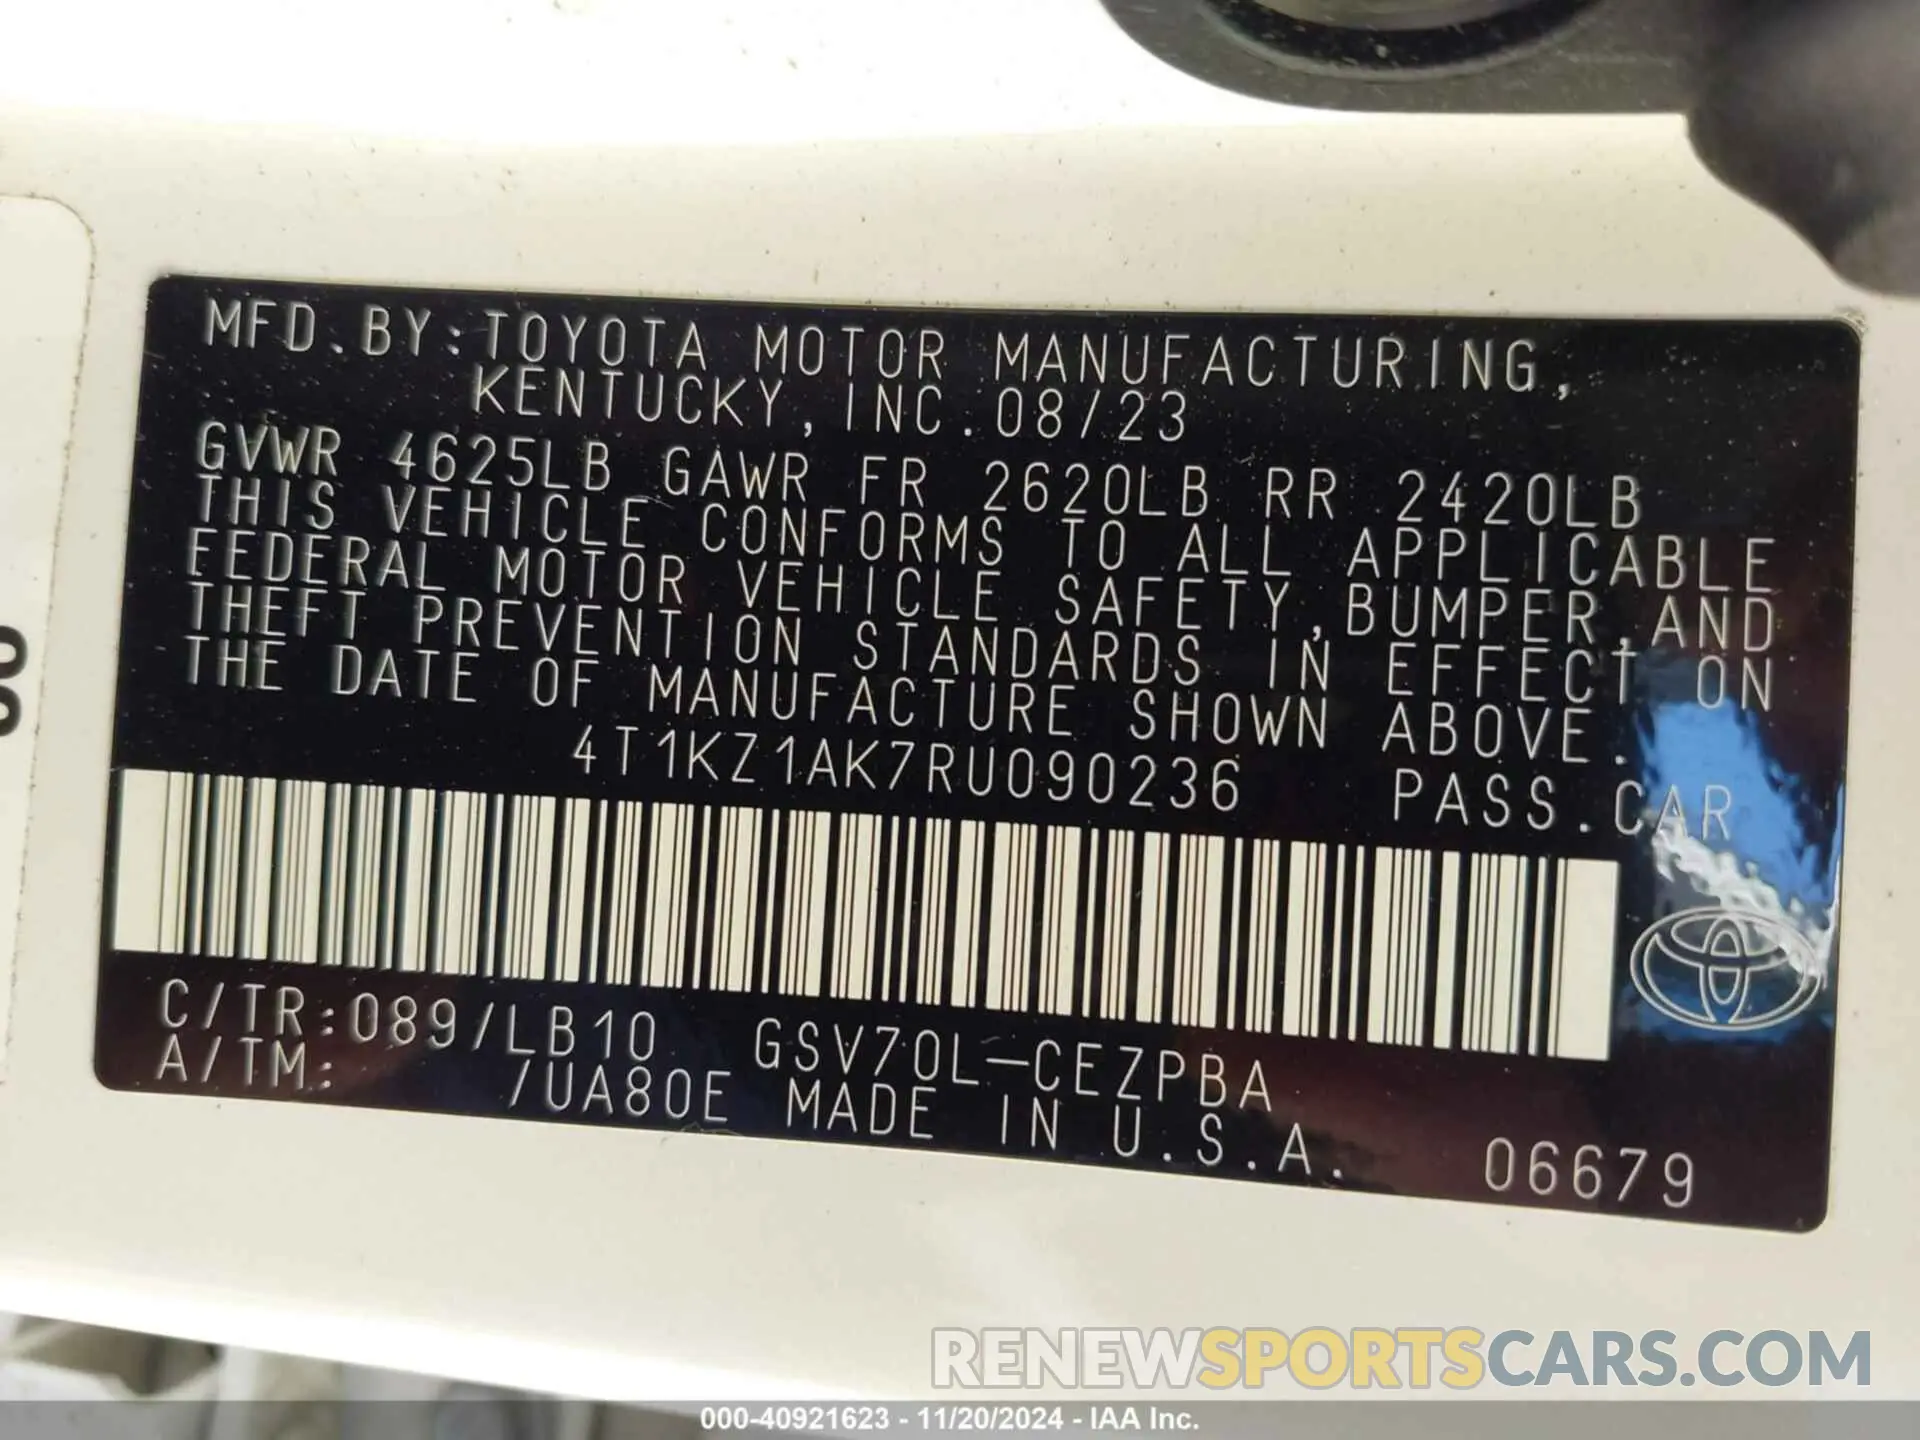 MFD.BY:TOYOTA MOTOR MANUFACTURING,
KENTUCKY,INC.08/23
GVWR 4625LB GAWR FR 2620LB RR 2420LB
THIS VEHICLE CONFORMS TO ALL APPLICABLE
FEDERAL MOTOR VEHICLE SAFETY,BUMPER,AND
THEFT PREVENTION STANDARDS IN EFFECT ON
THE DATE OF MANUFACTURE SHOWN ABOVE.
4T1KZ1AK7RU090236 PASS.CAR
C/TR:089/LB10 GSV70L-CEZPBA
A/TM: /UA80E MADE IN U.S.A. 06679
RENEWSPORTSCARS.COM
000-40921623 - 11/20/2024 - IAA Inc.